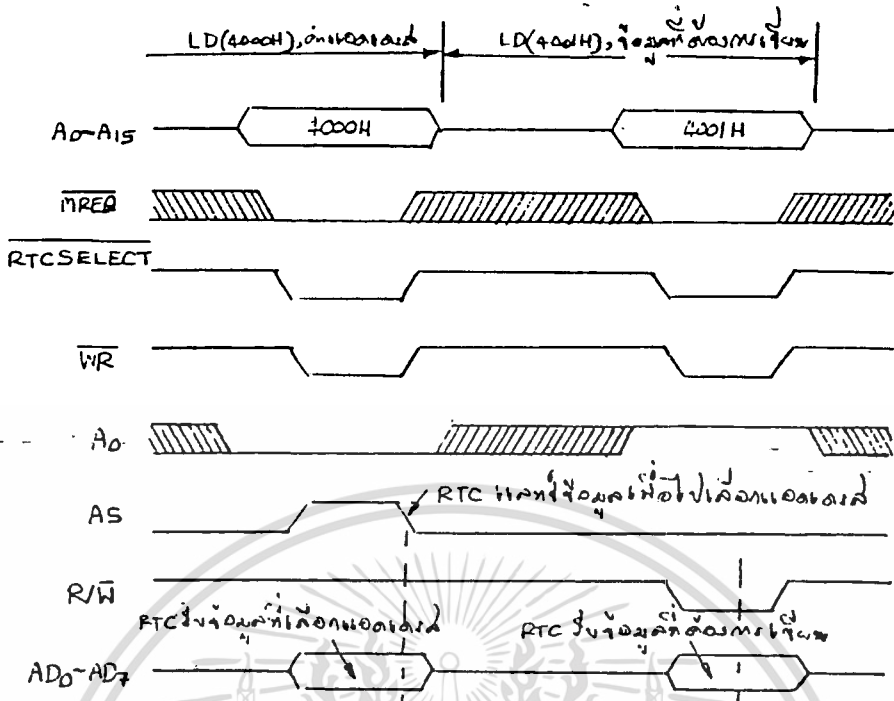 LD(4000H), ค่าแอดเดรส
LD(4001H), ข้อมูลที่ต้องการเขียน
A0~A15
4000H
4001H
MREQ
RTCSELECT
WR
A0
AS
RTC แลทช์ข้อมูลเพื่อไปเลือกแอดเดรส
R/W
RTC รับข้อมูลที่เลือกแอดเดรส
RTC รับข้อมูลที่ต้องการเขียน
AD0~AD7